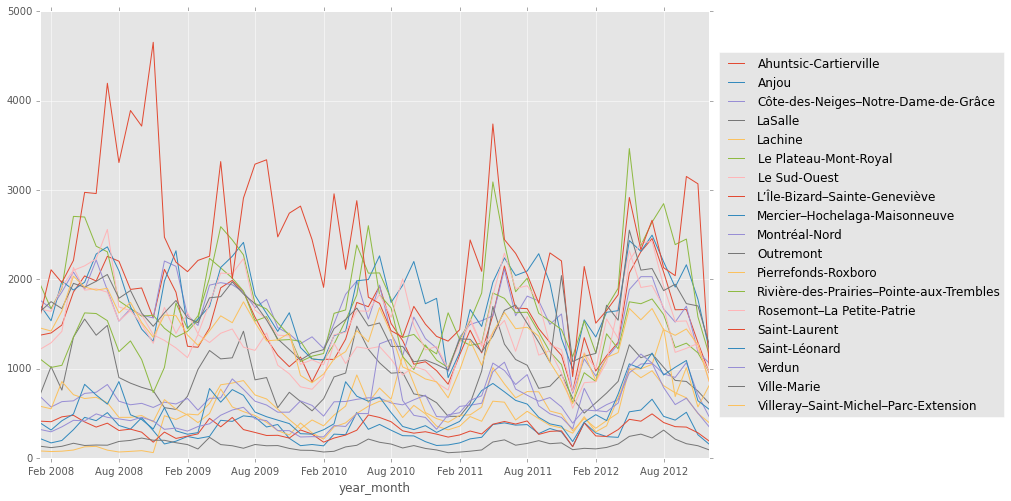 5000
4000
3000
2000
1000
0
Feb 2008
Aug 2008
Feb 2009
Aug 2009
Feb 2010
Aug 2010
Feb 2011
Aug 2011
Feb 2012
Aug 2012
year_month
Ahuntsic-Cartierville
Anjou
Côte-des-Neiges–Notre-Dame-de-Grâce
LaSalle
Lachine
Le Plateau-Mont-Royal
Le Sud-Ouest
L’Île-Bizard–Sainte-Geneviève
Mercier–Hochelaga-Maisonneuve
Montréal-Nord
Outremont
Pierrefonds-Roxboro
Rivière-des-Prairies–Pointe-aux-Trembles
Rosemont–La Petite-Patrie
Saint-Laurent
Saint-Léonard
Verdun
Ville-Marie
Villeray–Saint-Michel–Parc-Extension